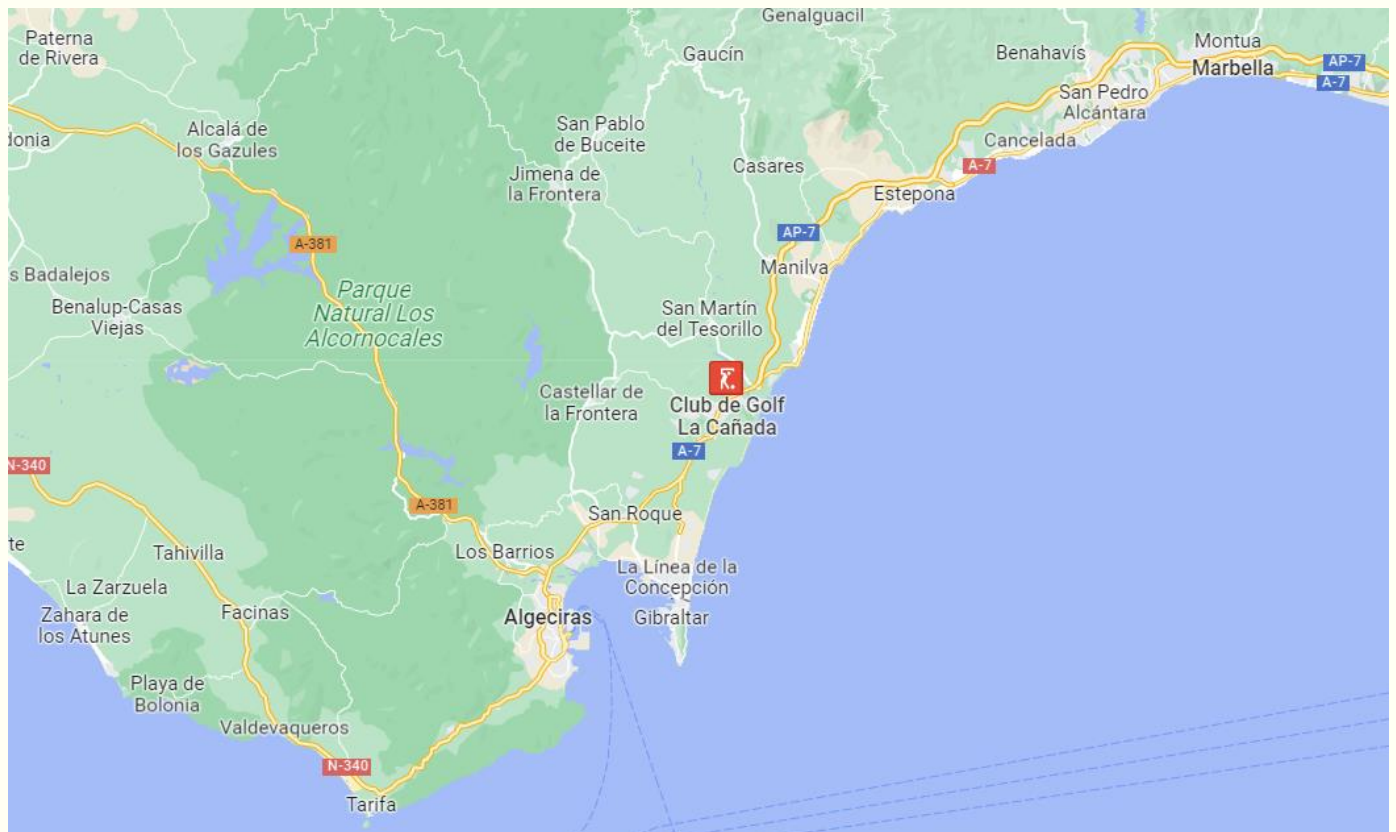 Genalguacil
Paterna
de Rivera
Gaucín
Benahavís
Montua
Marbella
AP-7
A-7
San Pedro
Alcántara
Alcalá de
los Gazules
donia
San Pablo
de Buceite
Cancelada
A-7
Jimena de
la Frontera
Casares
Estepona
AP-7
A-381
Manilva
s Badalejos
Parque
Natural Los
Alcornocales
Benalup-Casas
Viejas
San Martín
del Tesorillo
Castellar de
la Frontera
Club de Golf
La Cañada
A-7
N-340
A-381
San Roque
te
Tahivilla
Los Barrios
La Línea de la
Concepción
La Zarzuela
Zahara de
los Atunes
Facinas
Algeciras
Gibraltar
Playa de
Bolonia
Valdevaqueros
N-340
Tarifa